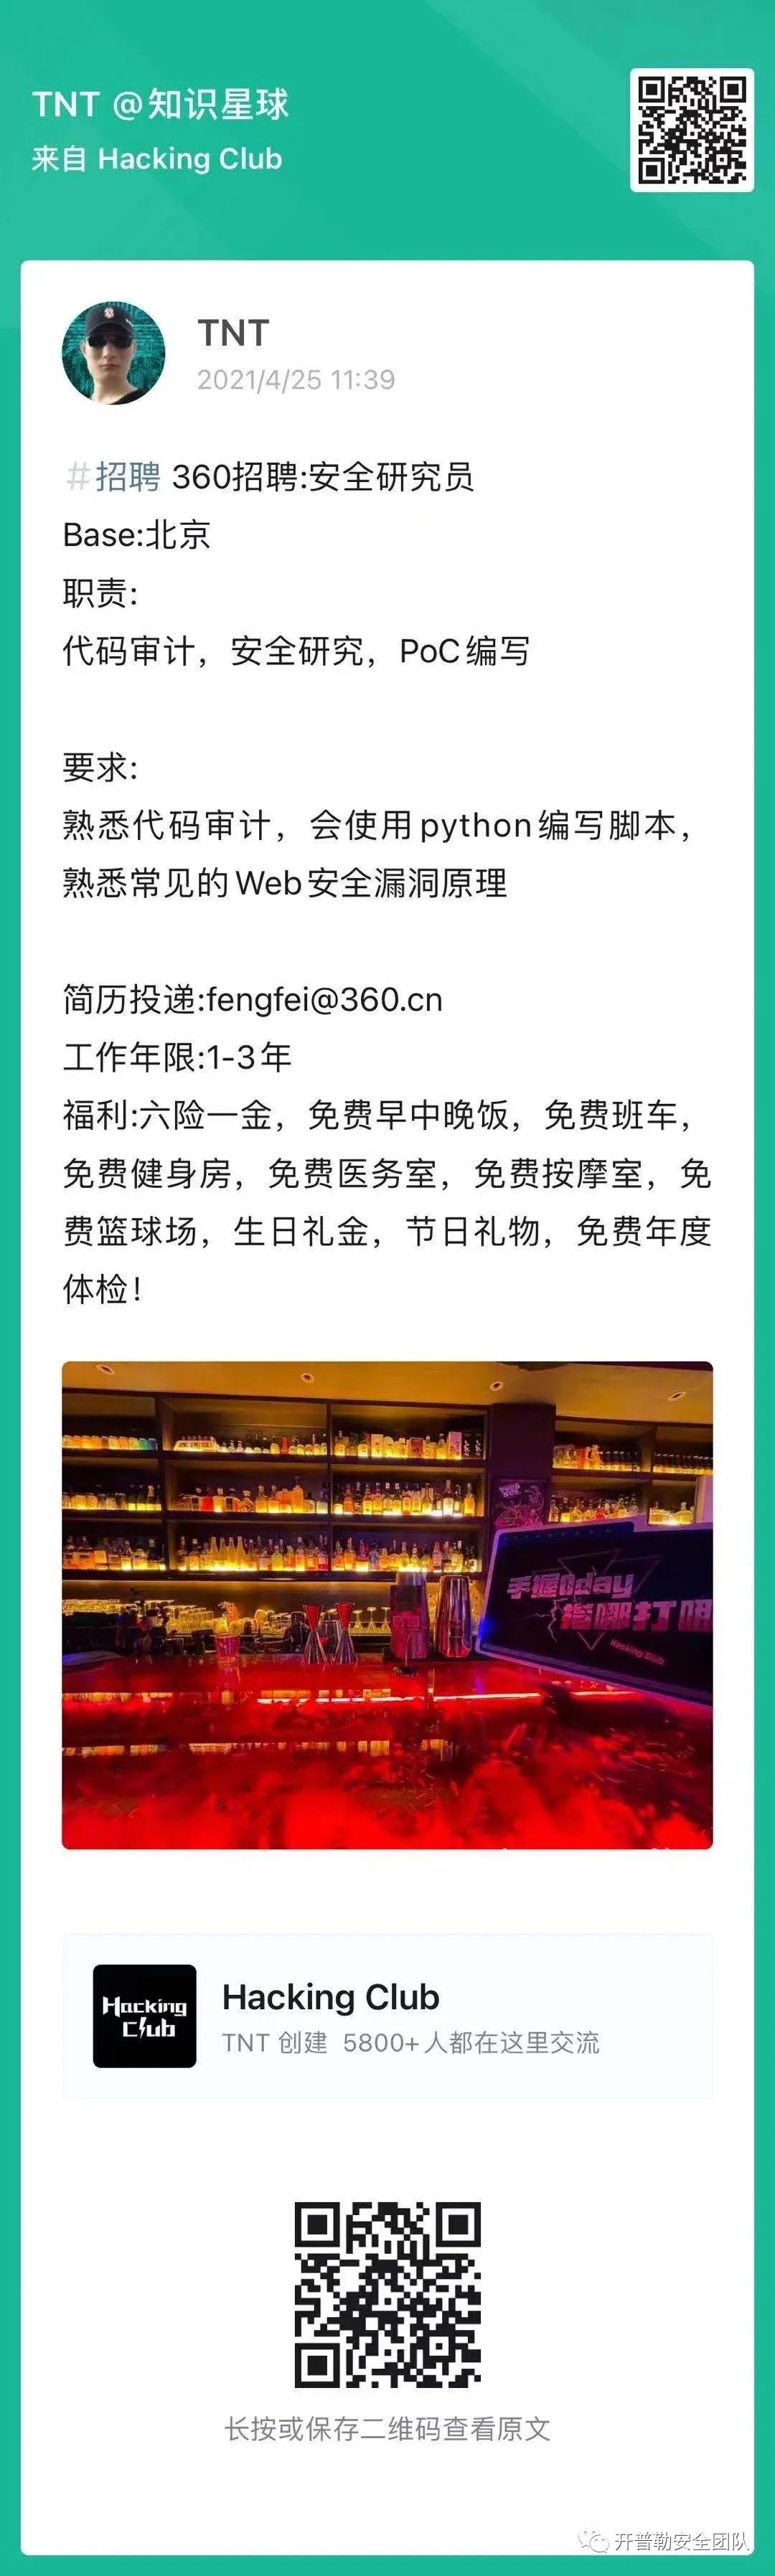 TNT @知识星球
来自 Hacking Club
TNT
2021/4/25 11:39
#招聘 360招聘:安全研究员
Base:北京
职责:
代码审计，安全研究，PoC编写
要求:
熟悉代码审计，会使用python编写脚本，
熟悉常见的Web安全漏洞原理
简历投递:fengfei@360.cn
工作年限:1-3年
福利:六险一金，免费早中晚饭，免费班车，
免费健身房，免费医务室，免费按摩室，免
费篮球场，生日礼金，节日礼物，免费年度
体检！
手握0day
指哪打哪
Hacking Club
Hacking
Club
Hacking Club
TNT 创建 5800+人都在这里交流
长按或保存二维码查看原文
开普勒安全团队